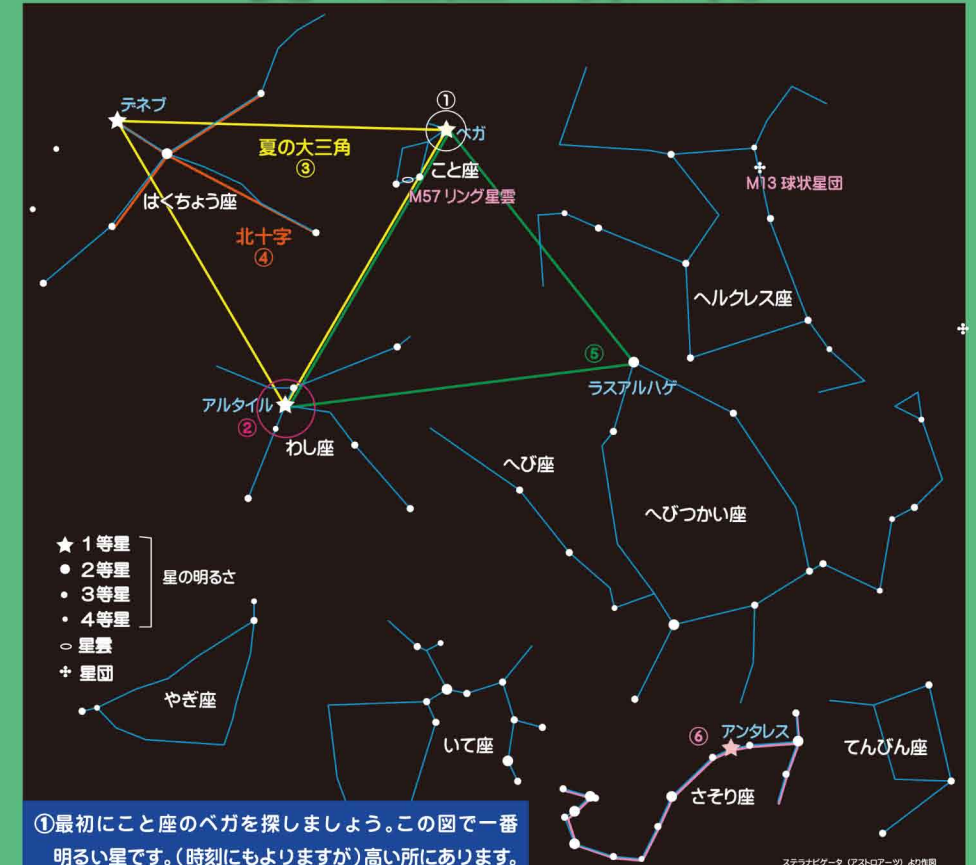 デネブ
①
ベガ
夏の大三角
③
こと座
M57 リング星雲
M13 球状星団
はくちょう座
北十字
④
ヘルクレス座
⑤
ラスアルハゲ
アルタイル
②
わし座
へび座
へびつかい座
1等星
2等星
3等星
4等星
星の明るさ
星雲
星団
やぎ座
いて座
⑥
アンタレス
さそり座
てんびん座
①最初にこと座のベガを探しましょう。この図で一番
明るい星です。(時刻にもよりますが)高い所にあります。
ステラナビゲータ(アストロアーツ)より作図